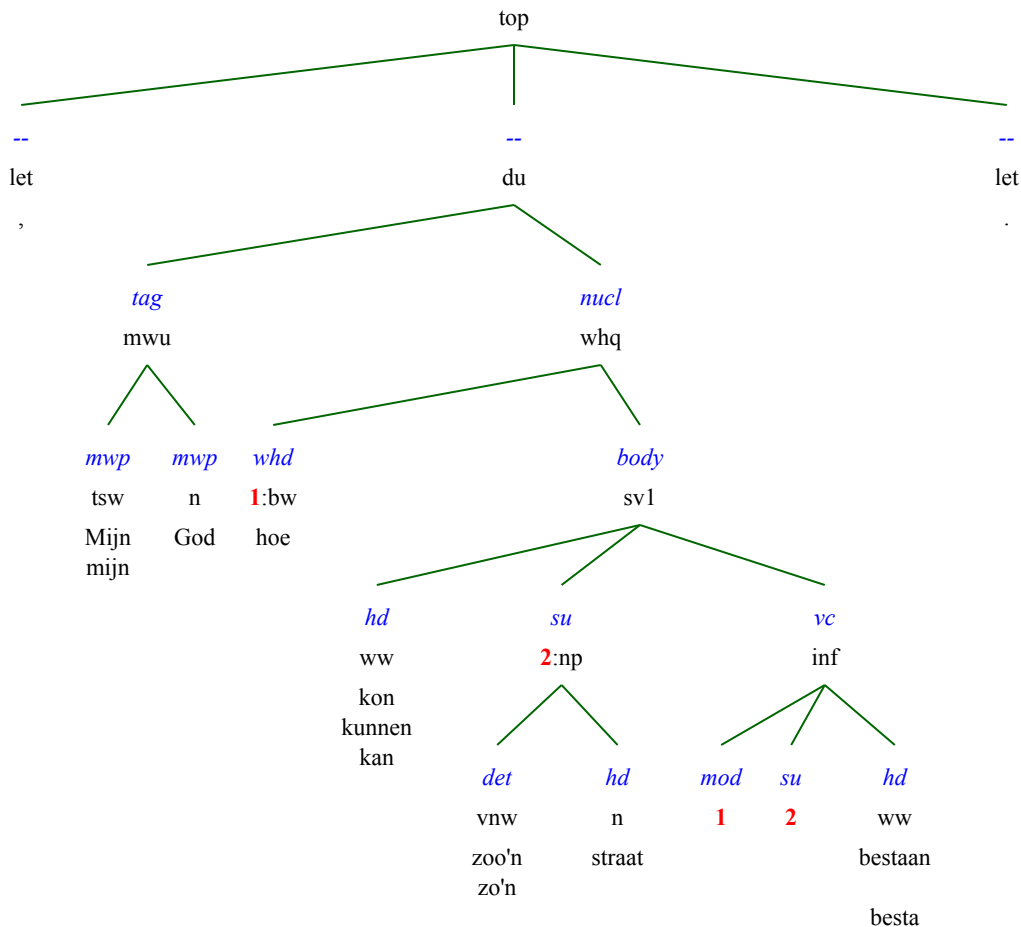 top
-- -- --
let du let
, .
tag nucl
mwu whq
mwp mwp whd body
tsw n 1:bw sv1
Mijn God hoe
mijn
hd su vc
ww 2:np inf
kon
kunnen
kan
det hd mod su hd
vnw n 1 2 ww
zoo'n straat bestaan
zo'n
besta